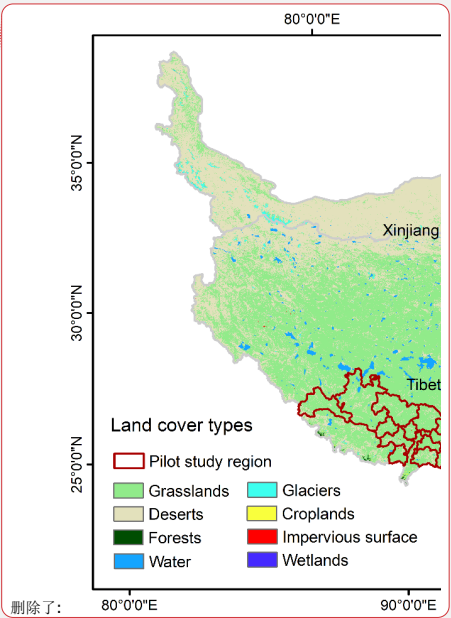 80°0'0"E
35°0'0"N
Xinjiang
30°0'0"N
Tibet
Land cover types
Pilot study region
25°0'0"N
Grasslands
Glaciers
Deserts
Croplands
Forests
Impervious surface
Water
Wetlands
删除了:
80°0'0"E
90°0'0"E